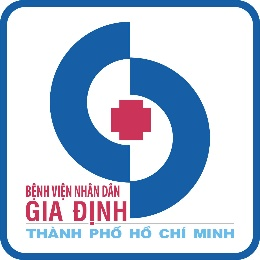 BỆNH VIỆN NHÂN DÂN
GIA ĐỊNH
THÀNH PHỐ HỒ CHÍ MINH